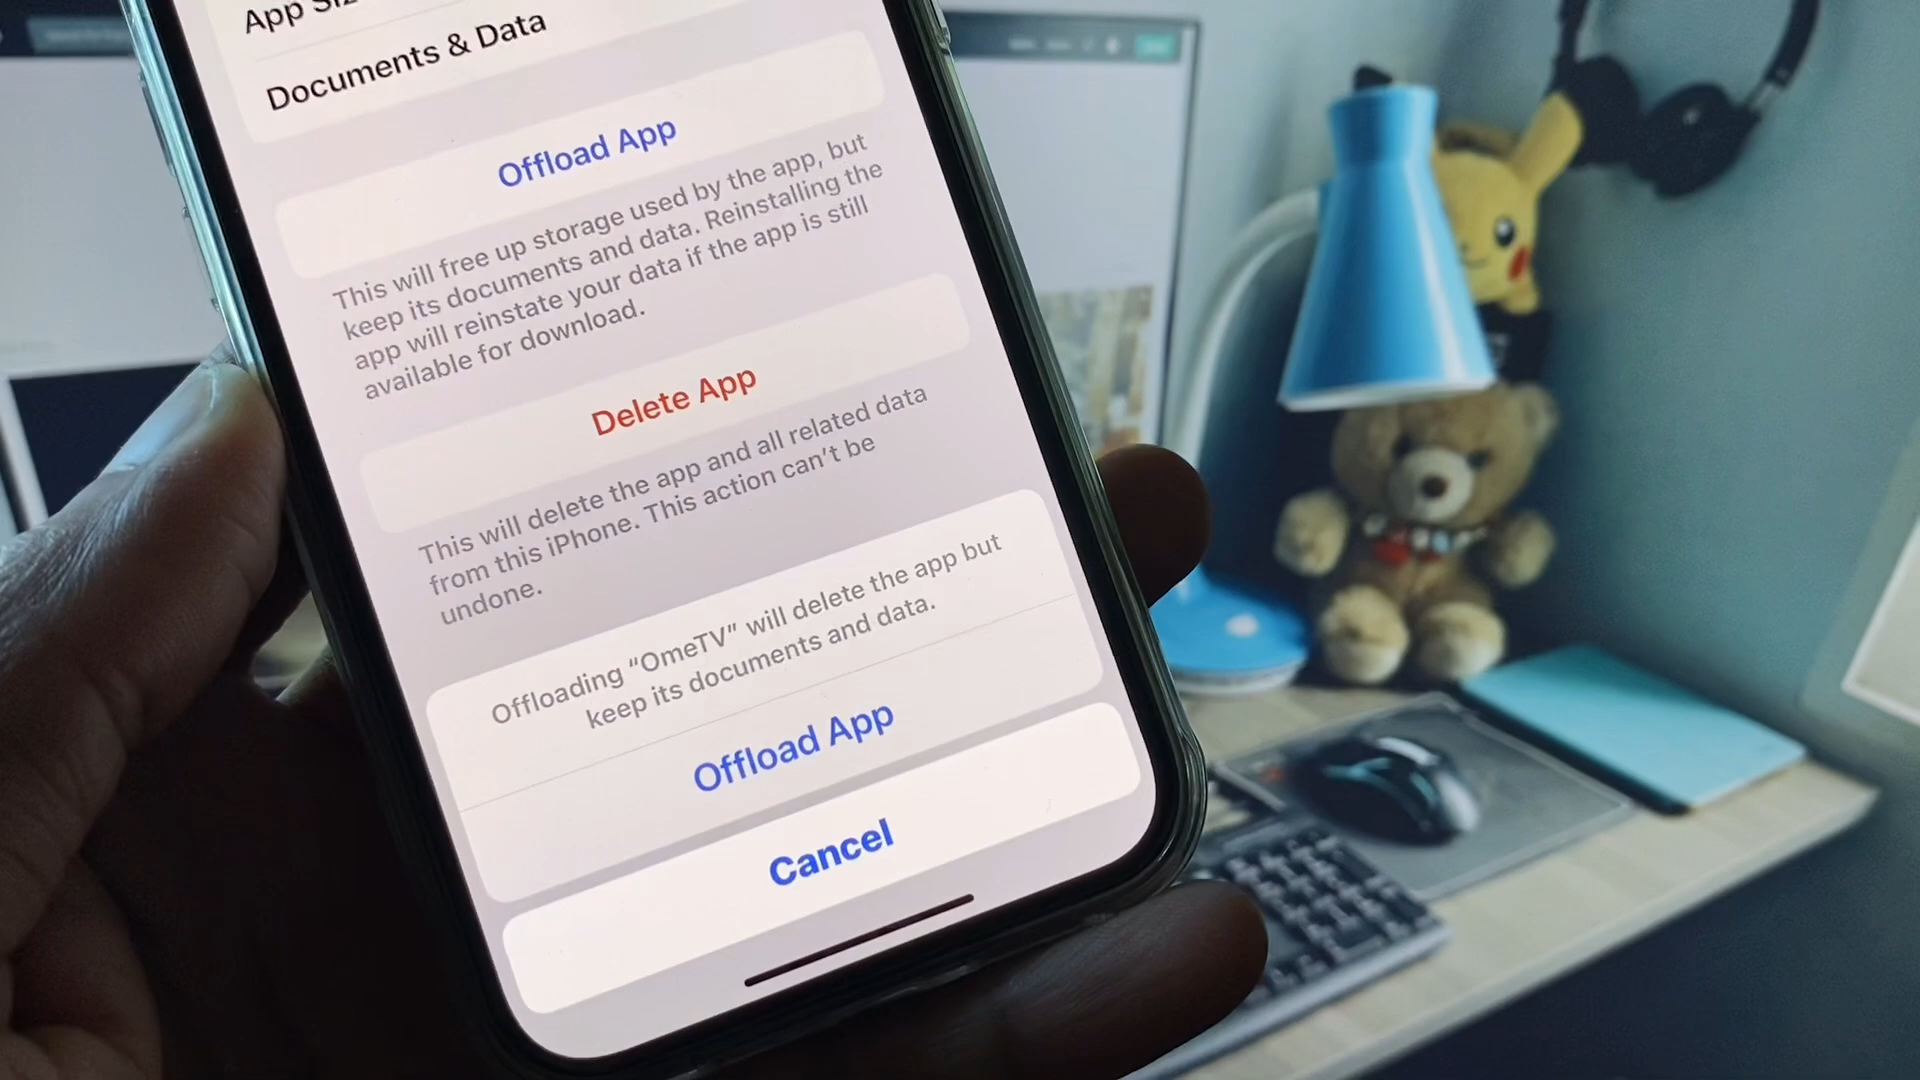 App Siz
Documents & Data
Offload App
This will free up storage used by the app, but
keep its documents and data. Reinstalling the
app will reinstate your data if the app is still
available for download.
Delete App
This will delete the app and all related data
from this iPhone. This action can't be
undone.
Offloading “OmeTV” will delete the app but
keep its documents and data.
Offload App
Cancel